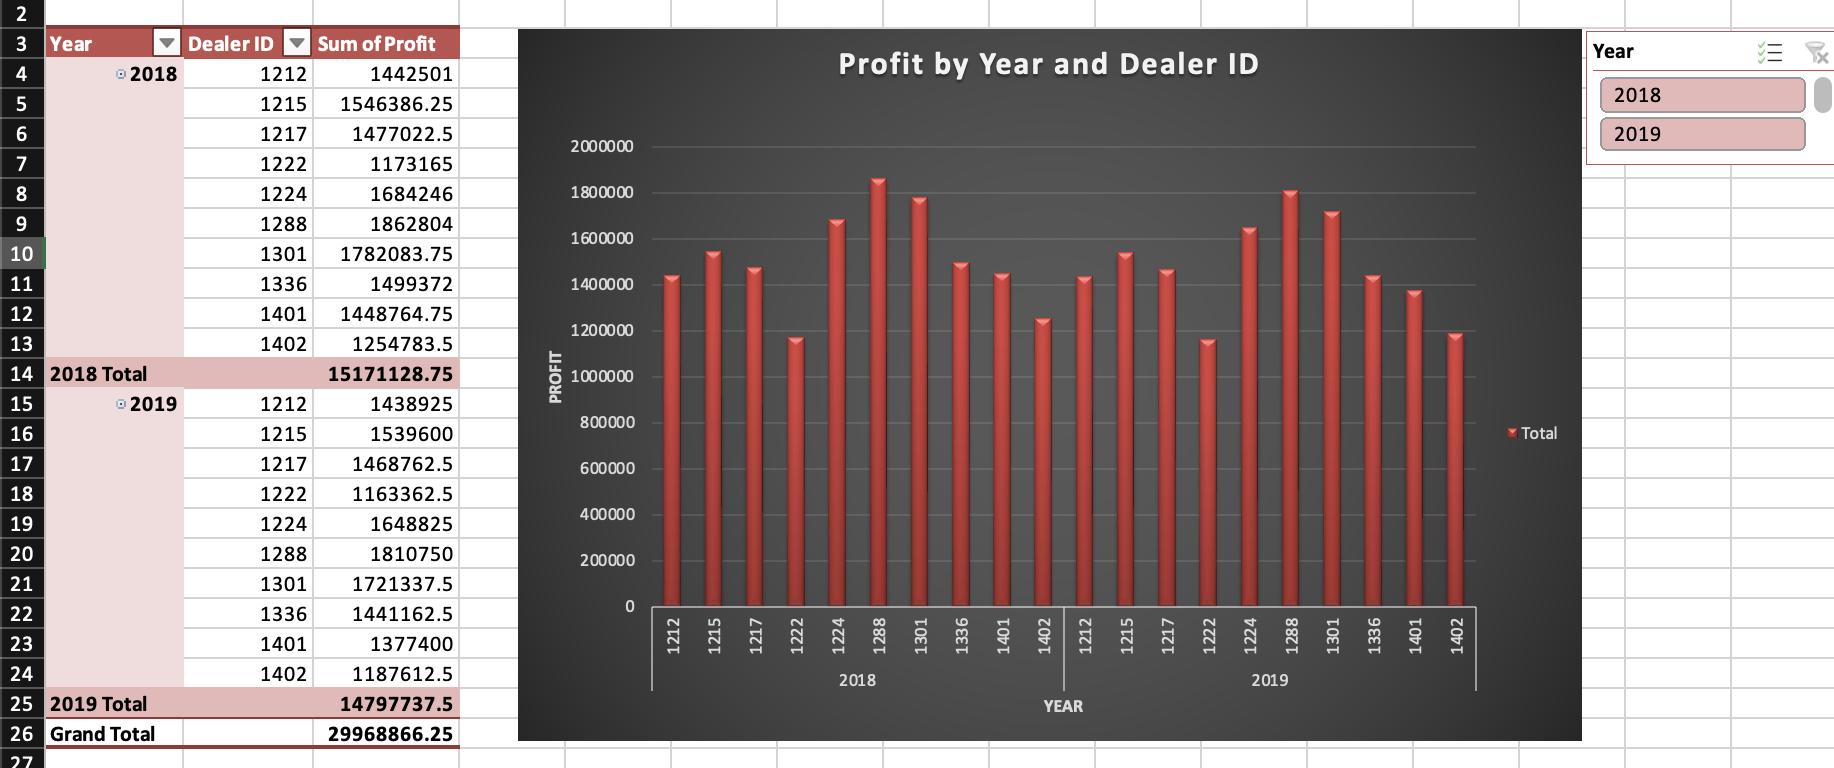 2
3 Year Dealer ID Sum of Profit
4 2018 1212 1442501
5 1215 1546386.25
6 1217 1477022.5
7 1222 1173165
8 1224 1684246
9 1288 1862804
10 1301 1782083.75
11 1336 1499372
12 1401 1448764.75
13 1402 1254783.5
14 2018 Total 15171128.75
15 2019 1212 1438925
16 1215 1539600
17 1217 1468762.5
18 1222 1163362.5
19 1224 1648825
20 1288 1810750
21 1301 1721337.5
22 1336 1441162.5
23 1401 1377400
24 1402 1187612.5
25 2019 Total 14797737.5
26 Grand Total 29968866.25
27
Profit by Year and Dealer ID
2000000
1800000
1600000
1400000
1200000
1000000
800000
600000
400000
200000
0
PROFIT
1212 1215 1217 1222 1224 1288 1301 1336 1401 1402 1212 1215 1217 1222 1224 1288 1301 1336 1401 1402
2018 2019
YEAR
Total
Year
2018
2019